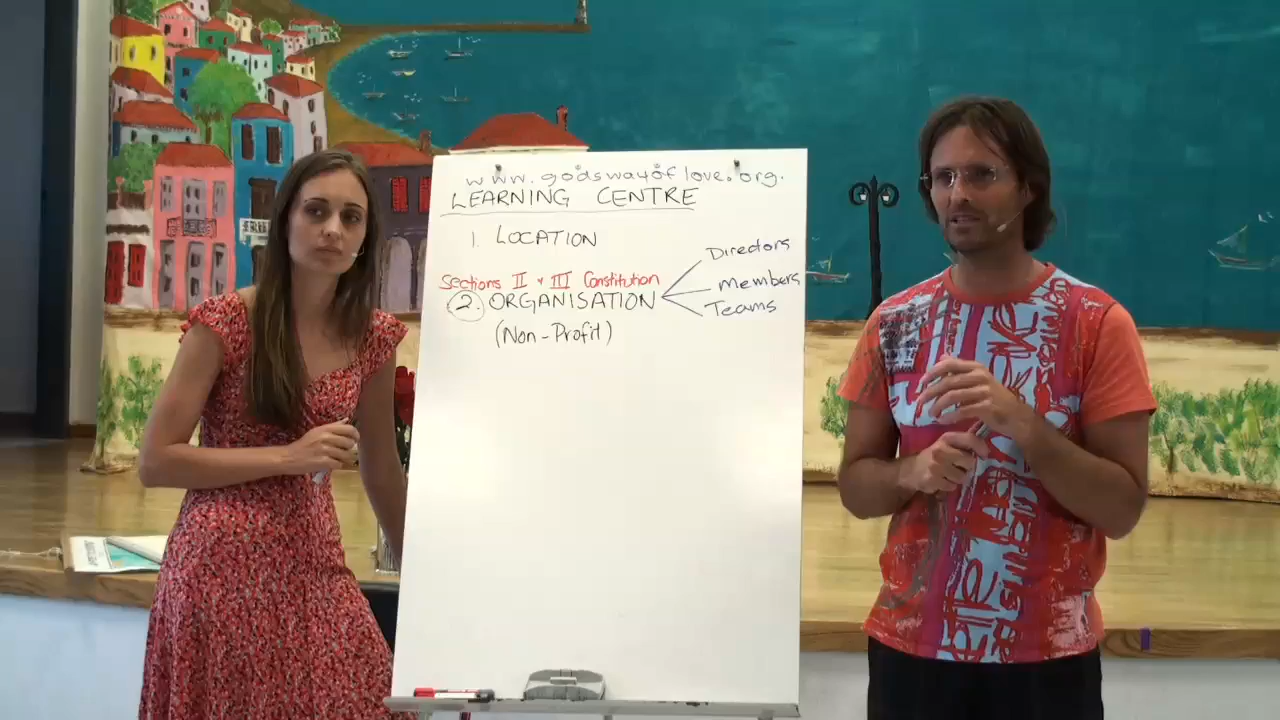 www.godswayoflove.org.
LEARNING CENTRE
1. LOCATION
Sections II + III Constitution
2. ORGANISATION
Directors
Members
Teams
(Non-Profit)